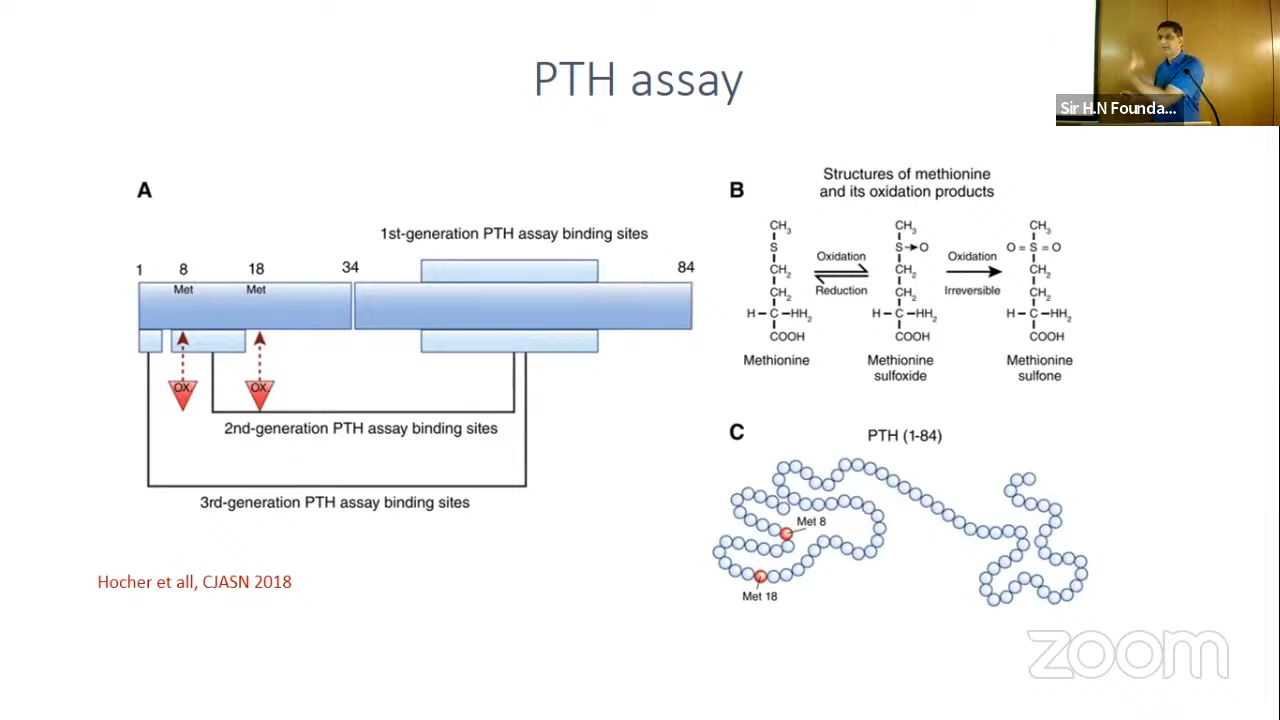 PTH assay
Sir H.N Founda...
A
1st-generation PTH assay binding sites
1
8
18
34
84
Met
Met
OX
OX
2nd-generation PTH assay binding sites
3rd-generation PTH assay binding sites
Hocher et all, CJASN 2018
B
Structures of methionine
and its oxidation products
CH3
S
CH2
CH2
H – C – HH2
COOH
Methionine
Oxidation
Reduction
CH3
S → O
CH2
CH2
H – C – HH2
COOH
Methionine
sulfoxide
Oxidation
Irreversible
CH3
O = S = O
CH2
CH2
H – C – HH2
COOH
Methionine
sulfone
C
PTH (1-84)
Met 8
Met 18
zoom